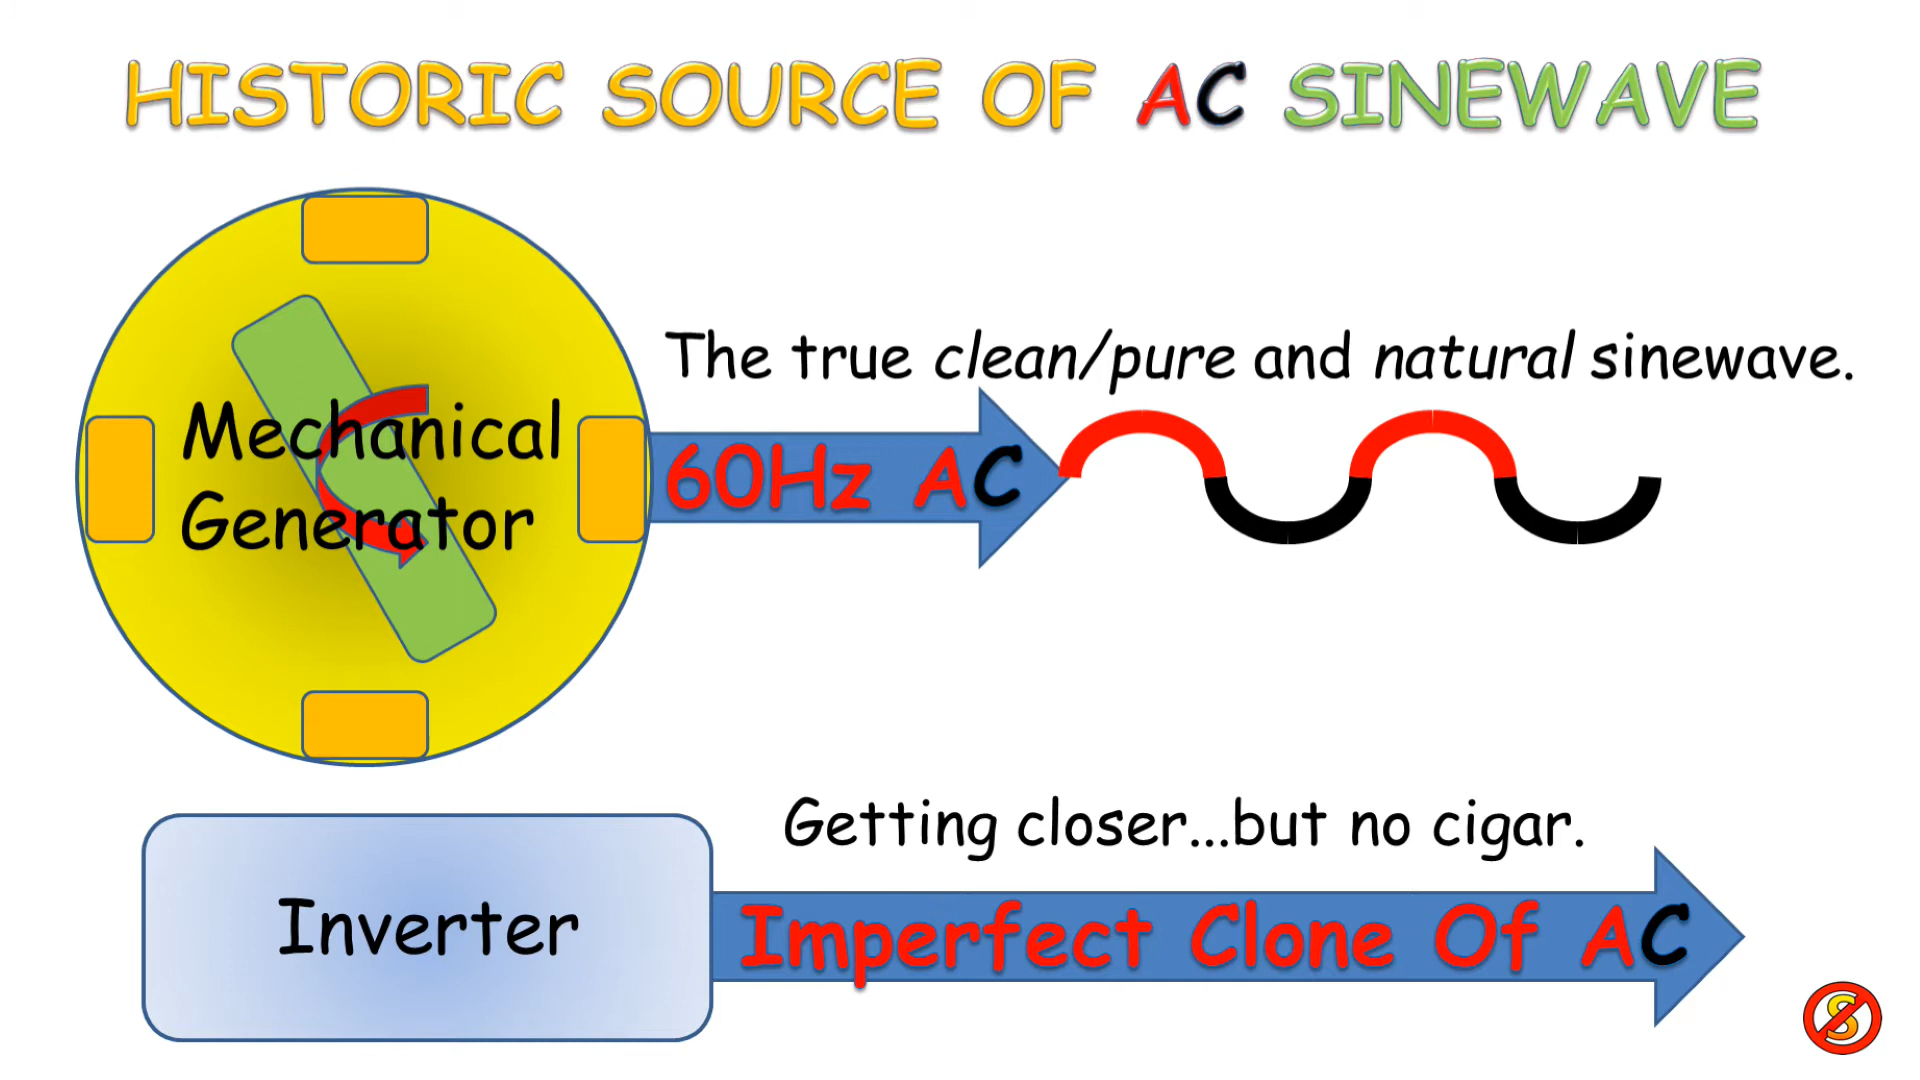 HISTORIC SOURCE OF AC SINEWAVE
The true clean/pure and natural sinewave.
Mechanical
Generator
60Hz AC
Getting closer...but no cigar.
Inverter
Imperfect Clone Of AC
S